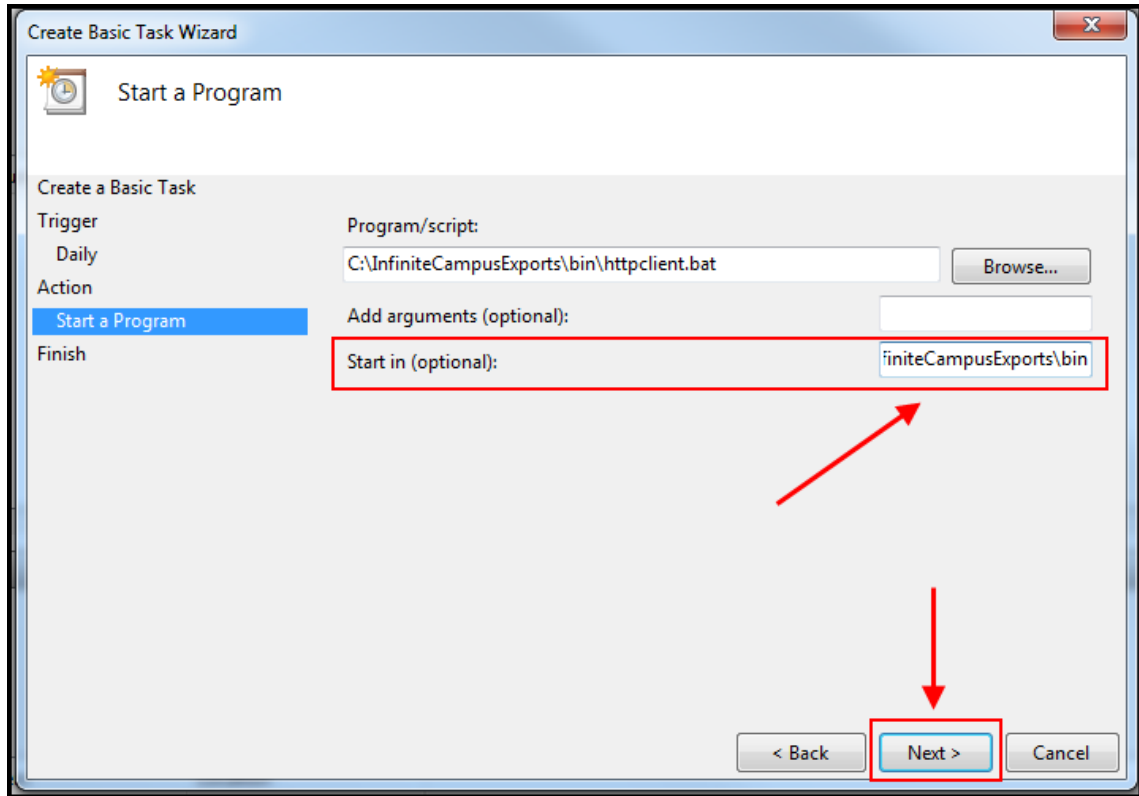 Create Basic Task Wizard
Start a Program
Create a Basic Task
Trigger
Daily
Action
Start a Program
Finish
Program/script:
C:\InfiniteCampusExports\bin\httpclient.bat
Browse...
Add arguments (optional):
Start in (optional):
finiteCampusExports\bin
< Back
Next >
Cancel